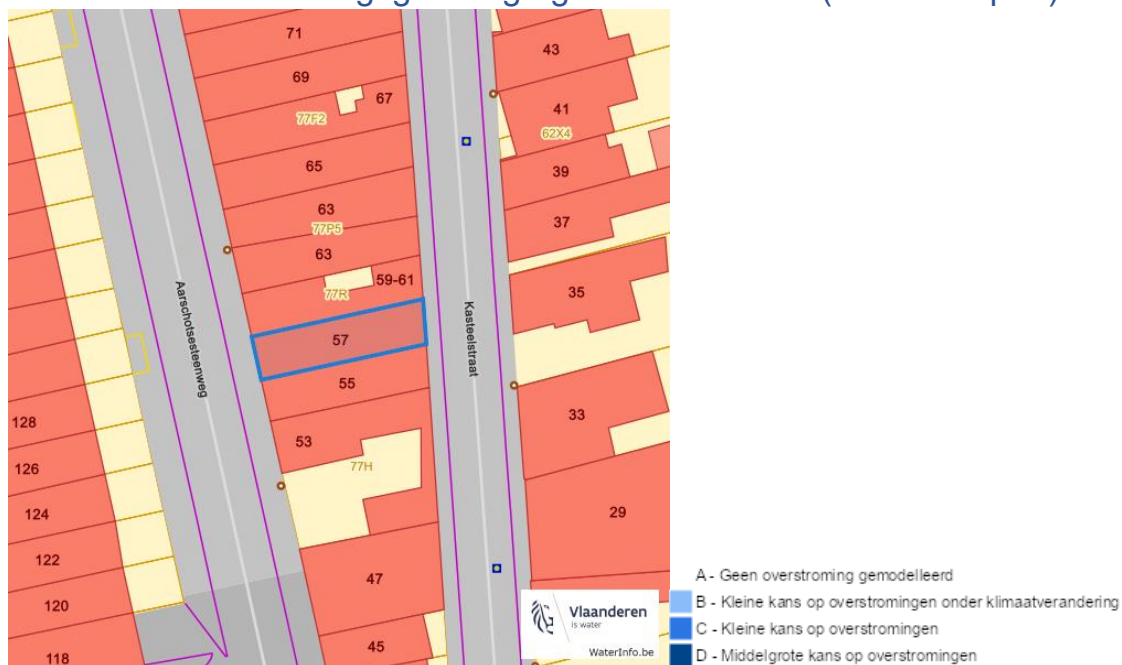 71
43
69
67
41
77F2
62X4
65
39
63
37
77P5
63
59-61
35
77R
Aarschotsesteenweg
Kasteelstraat
57
55
33
128
53
126
77H
124
29
122
47
120
45
118
Vlaanderen
is water
WaterInfo.be
A - Geen overstroming gemodelleerd
B - Kleine kans op overstromingen onder klimaatverandering
C - Kleine kans op overstromingen
D - Middelgrote kans op overstromingen